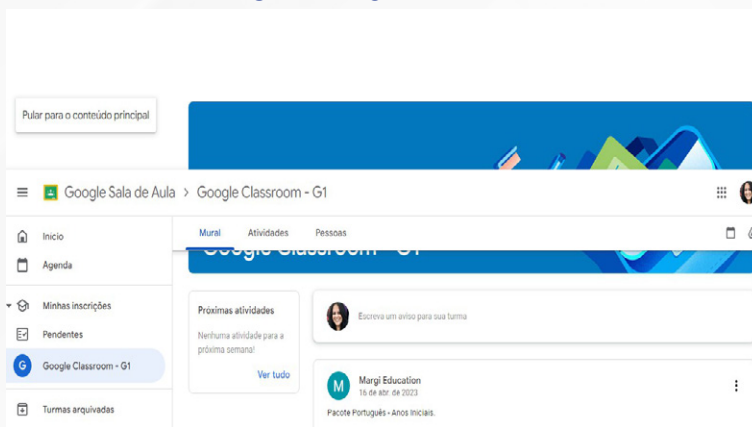 Pular para o conteúdo principal
Google Sala de Aula > Google Classroom - G1
Início
Agenda
Minhas inscrições
Pendentes
G Google Classroom - G1
Turmas arquivadas
Mural Atividades Pessoas
Google Classroom - G1
Próximas atividades
Nenhuma atividade para a
próxima semana!
Ver tudo
Escreva um aviso para sua turma
M Margi Education
16 de abr. de 2023
Pacote Português - Anos Iniciais.